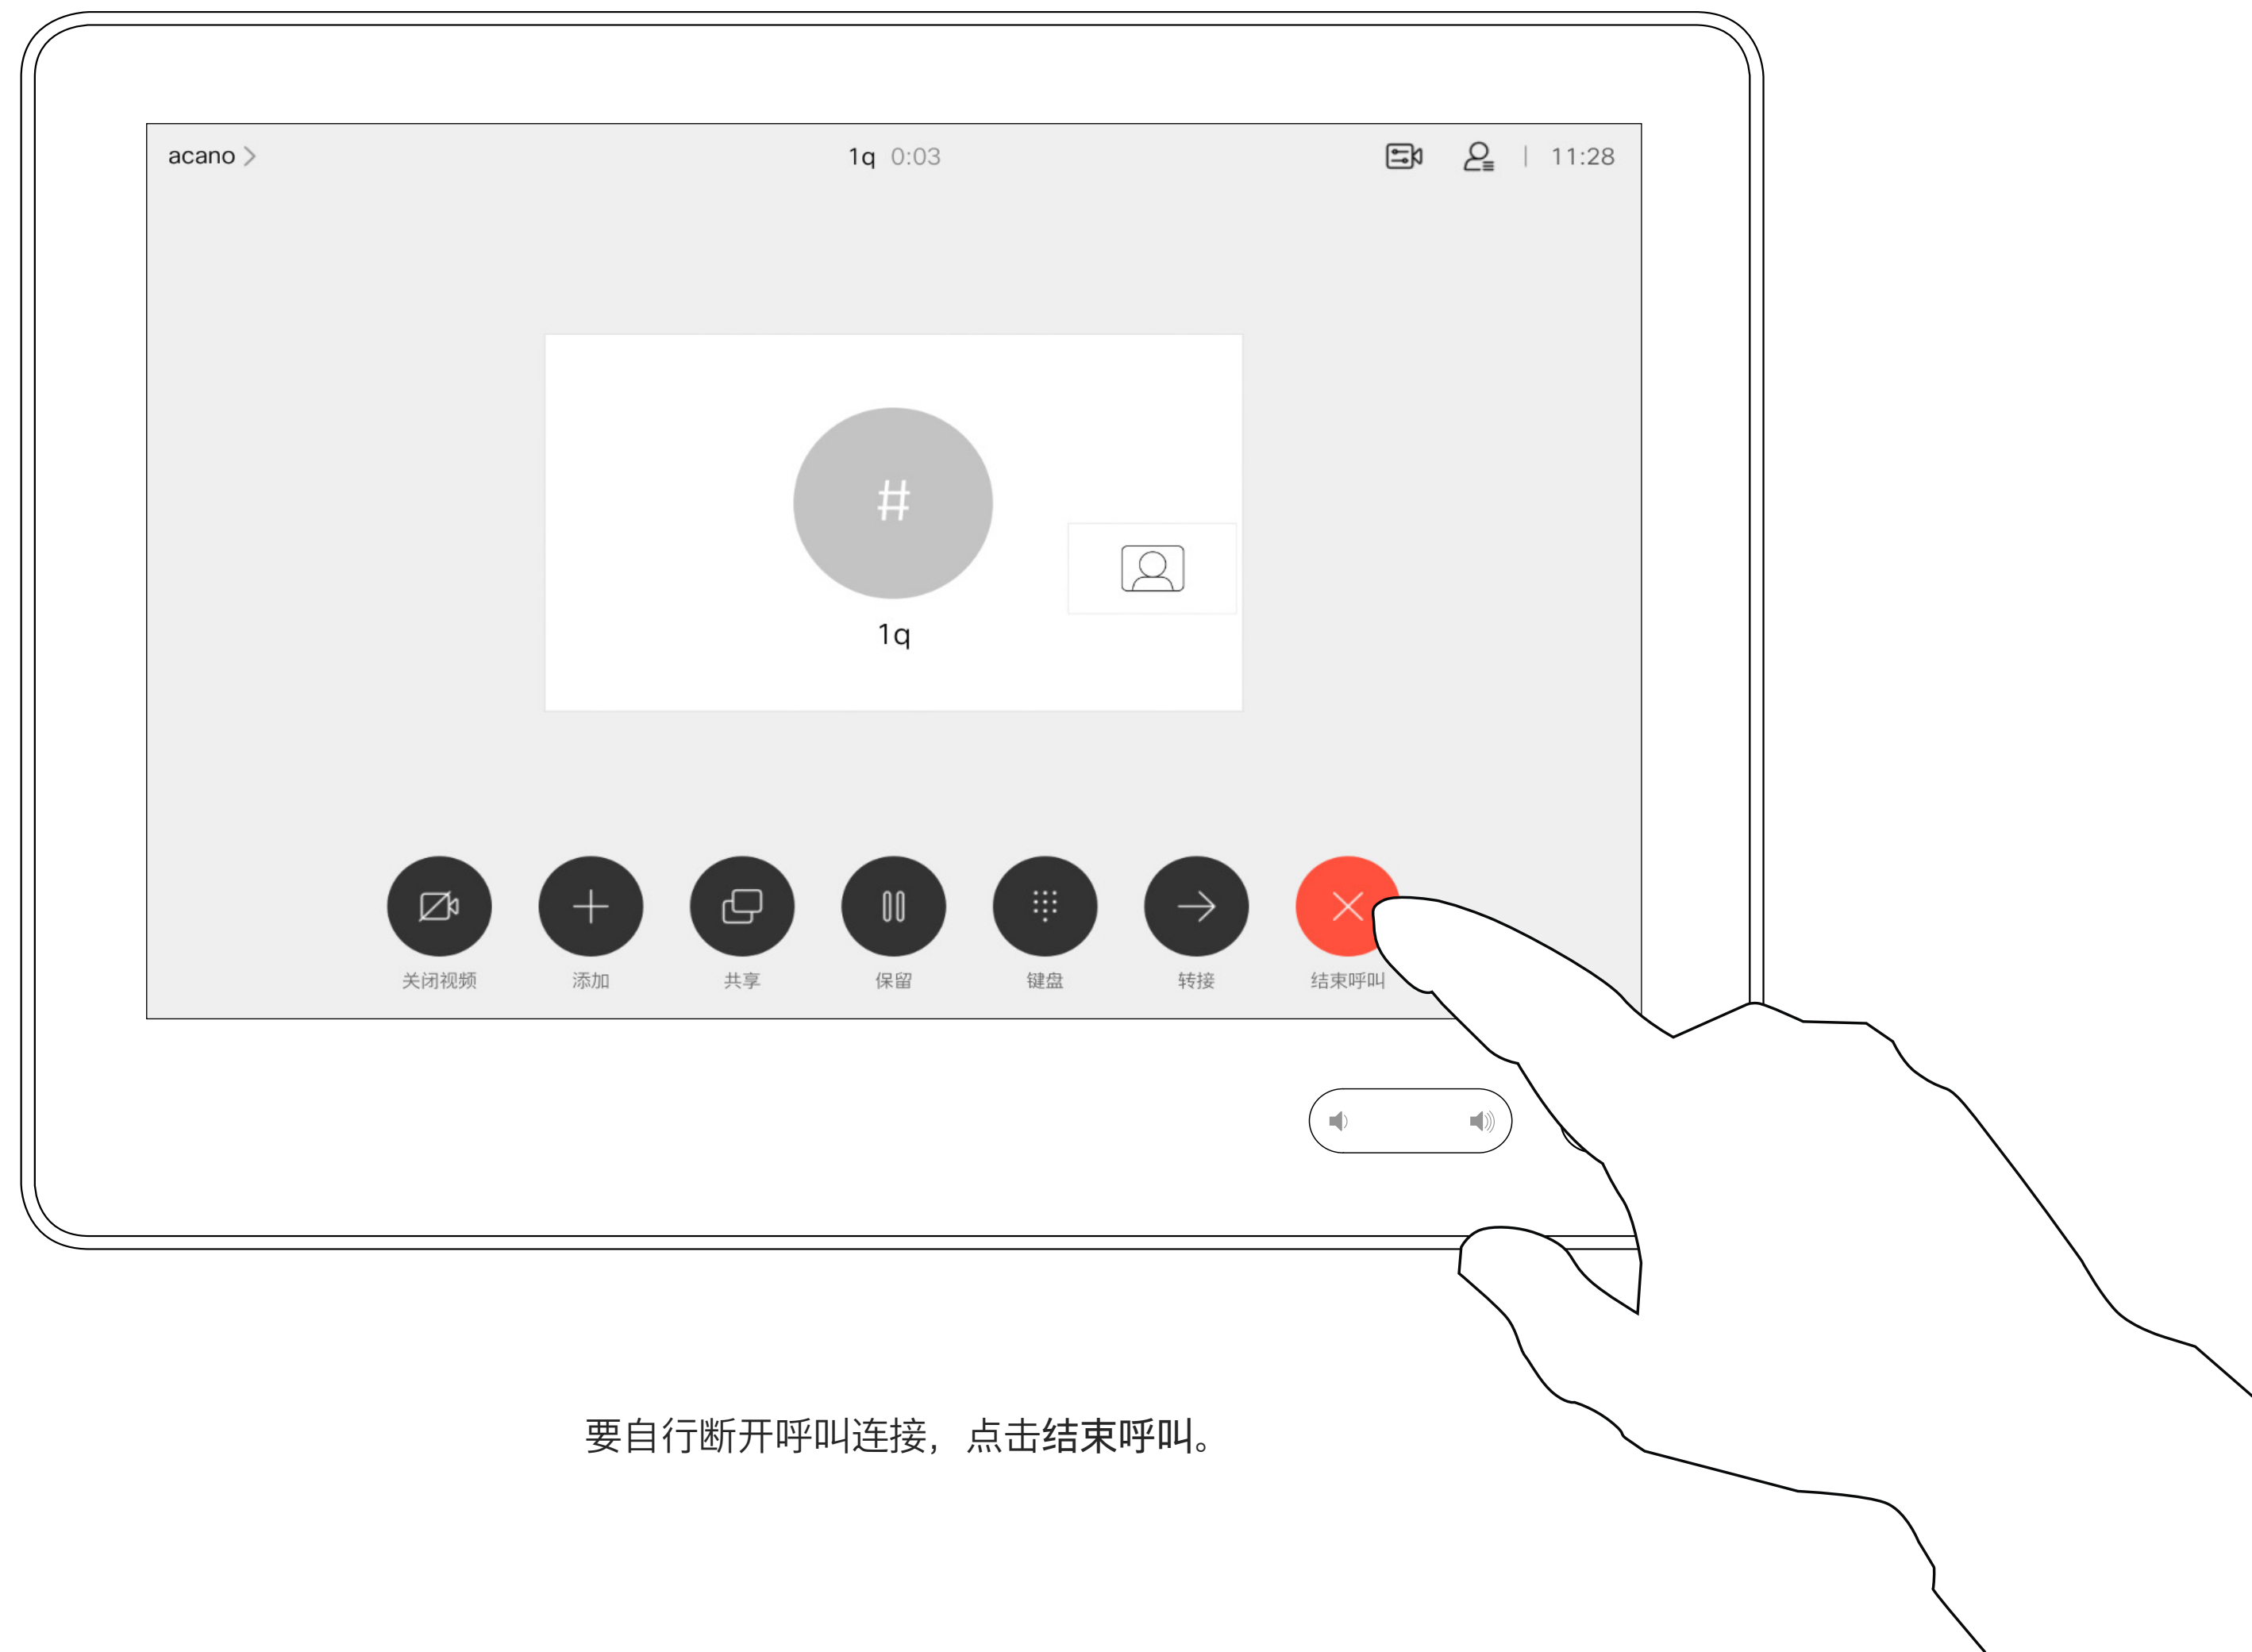 acano
1q 0:03
11:28
#
1q
关闭视频
添加
共享
保留
键盘
转接
结束呼叫
要自行断开呼叫连接，点击结束呼叫。